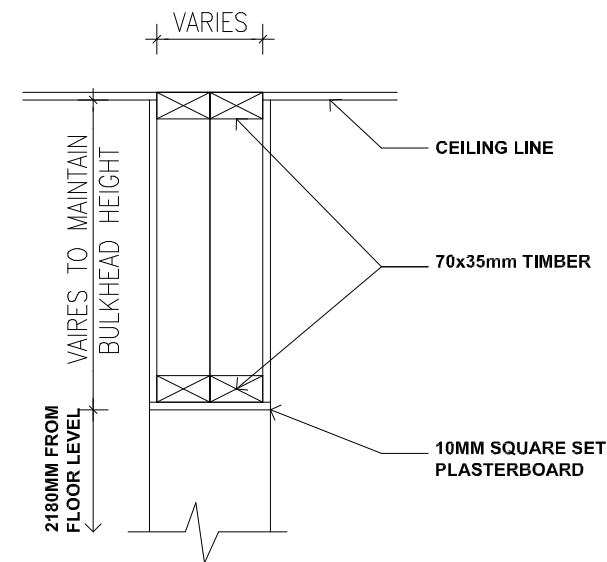 VARIES
CEILING LINE
VAIRES TO MAINTAIN
BULKHEAD HEIGHT
70x35mm TIMBER
2180MM FROM
FLOOR LEVEL
10MM SQUARE SET
PLASTERBOARD